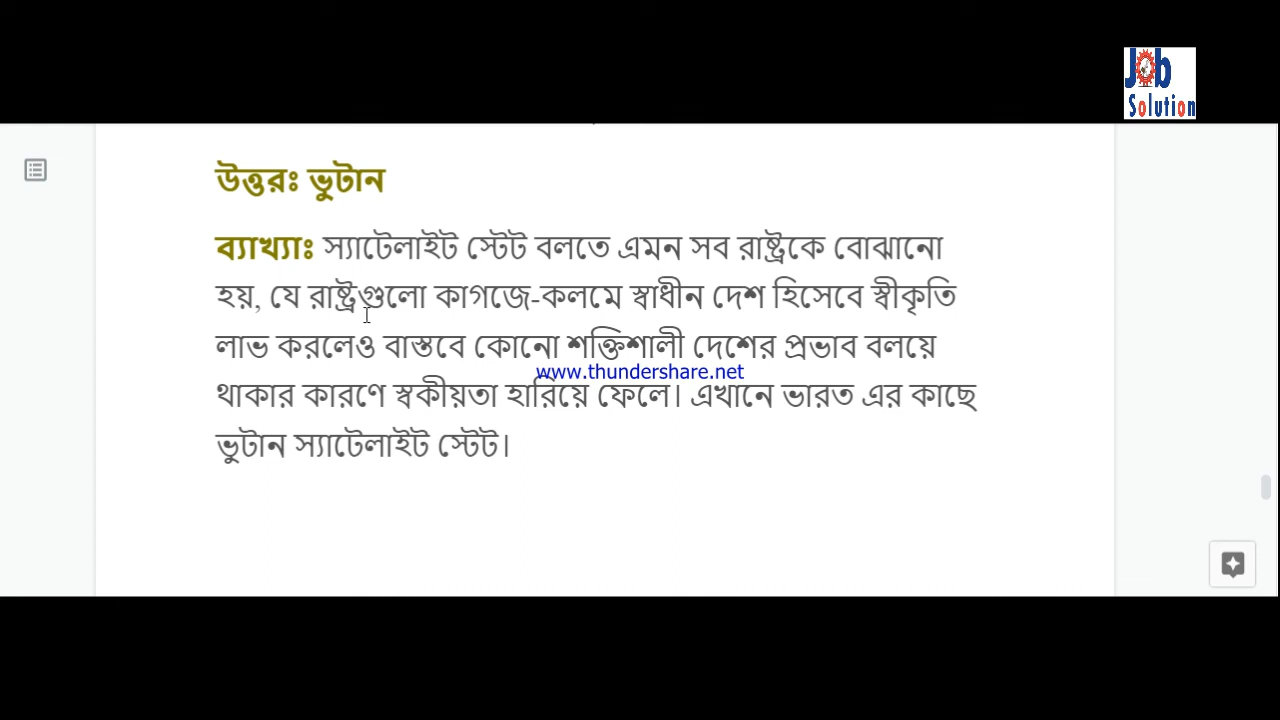 Job
Solution
উত্তরঃ ভুটান
ব্যাখ্যাঃ স্যাটেলাইট স্টেট বলতে এমন সব রাষ্ট্রকে বোঝানো
হয়, যে রাষ্ট্রগুলো কাগজে-কলমে স্বাধীন দেশ হিসেবে স্বীকৃতি
লাভ করলেও বাস্তবে কোনো শক্তিশালী দেশের প্রভাব বলয়ে
www.thundershare.net
থাকার কারণে স্বকীয়তা হারিয়ে ফেলে। এখানে ভারত এর কাছে
ভুটান স্যাটেলাইট স্টেট।